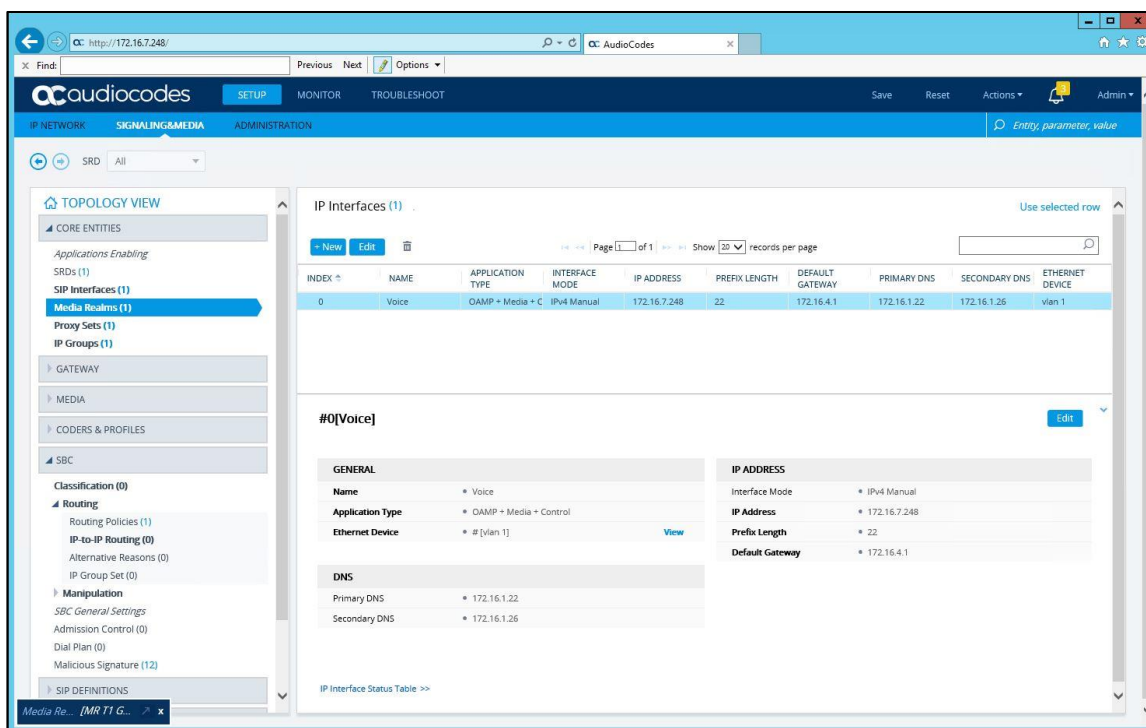 http://172.16.7.248/
AudioCodes
x Find:
Previous Next Options
audiocodes SETUP MONITOR TROUBLESHOOT Save Reset Actions 3 Admin
IP NETWORK SIGNALING&MEDIA ADMINISTRATION Entity, parameter, value
SRD All
TOPOLOGY VIEW
CORE ENTITIES
Applications Enabling
SRDs (1)
SIP Interfaces (1)
Media Realms (1)
Proxy Sets (1)
IP Groups (1)
GATEWAY
MEDIA
CODERS & PROFILES
SBC
Classification (0)
Routing
Routing Policies (1)
IP-to-IP Routing (0)
Alternative Reasons (0)
IP Group Set (0)
Manipulation
SBC General Settings
Admission Control (0)
Dial Plan (0)
Malicious Signature (12)
SIP DEFINITIONS
Media Re... [MR T1 G... x
IP Interfaces (1) Use selected row
+ New Edit Page 1 of 1 Show 20 records per page
INDEX NAME APPLICATION TYPE INTERFACE MODE IP ADDRESS PREFIX LENGTH DEFAULT GATEWAY PRIMARY DNS SECONDARY DNS ETHERNET DEVICE
0 Voice OAMP + Media + C IPv4 Manual 172.16.7.248 22 172.16.4.1 172.16.1.22 172.16.1.26 vlan 1
#0[Voice] Edit
GENERAL
Name Voice
Application Type OAMP + Media + Control
Ethernet Device # [vlan 1] View
IP ADDRESS
Interface Mode IPv4 Manual
IP Address 172.16.7.248
Prefix Length 22
Default Gateway 172.16.4.1
DNS
Primary DNS 172.16.1.22
Secondary DNS 172.16.1.26
IP Interface Status Table >>